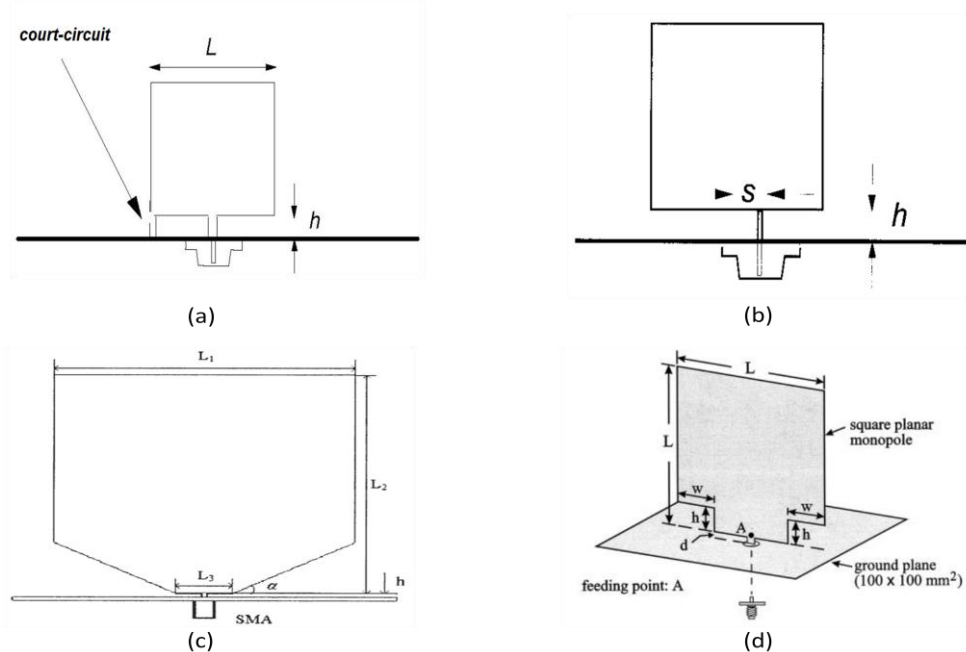 court-circuit
L
h
(a)
S
h
(b)
L₁
L₂
L₃
α
h
SMA
(c)
L
L
square planar
monopole
w
w
h
A
h
d
ground plane
(100 x 100 mm²)
feeding point: A
(d)